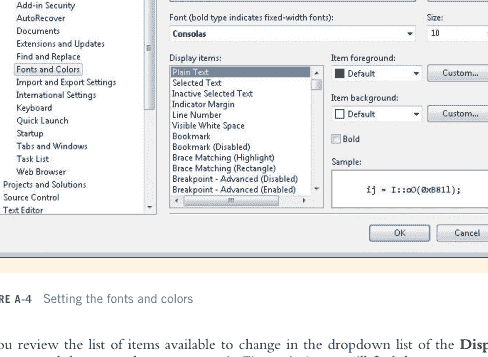 Add-in Security
AutoRecover
Documents
Extensions and Updates
Find and Replace
Fonts and Colors
Import and Export Settings
International Settings
Keyboard
Quick Launch
Startup
Tabs and Windows
Task List
Web Browser
Projects and Solutions
Source Control
Text Editor
Font (bold type indicates fixed-width fonts):
Size:
Consolas
10
Display items:
Plain Text
Selected Text
Inactive Selected Text
Indicator Margin
Line Number
Visible White Space
Bookmark
Bookmark (Disabled)
Brace Matching (Highlight)
Brace Matching (Rectangle)
Breakpoint - Advanced (Disabled)
Breakpoint - Advanced (Enabled)
Item foreground:
Default
Custom...
Item background:
Default
Custom...
Bold
Sample:
ij = I::oO(0xB81l);
OK
Cancel
RE A-4 Setting the fonts and colors
ou review the list of items available to change in the dropdown list of the Disp